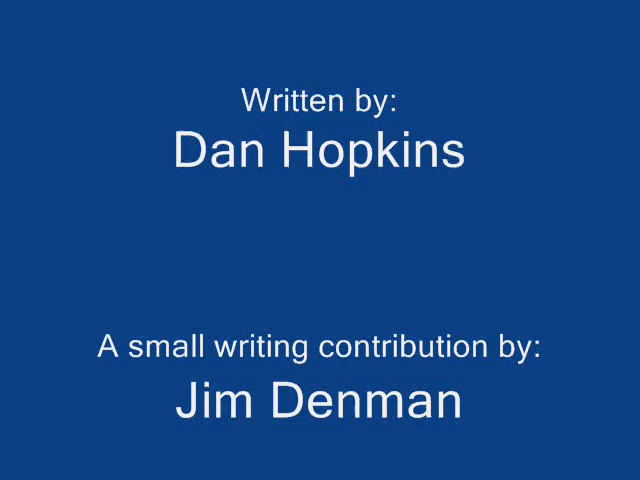 Written by:
Dan Hopkins
A small writing contribution by:
Jim Denman